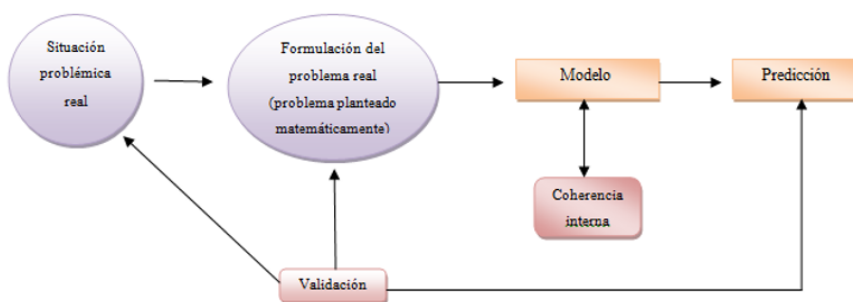 Situación
problémica
real
Formulación del
problema real
(problema planteado
matemáticamente)
Modelo
Predicción
Coherencia
interna
Validación